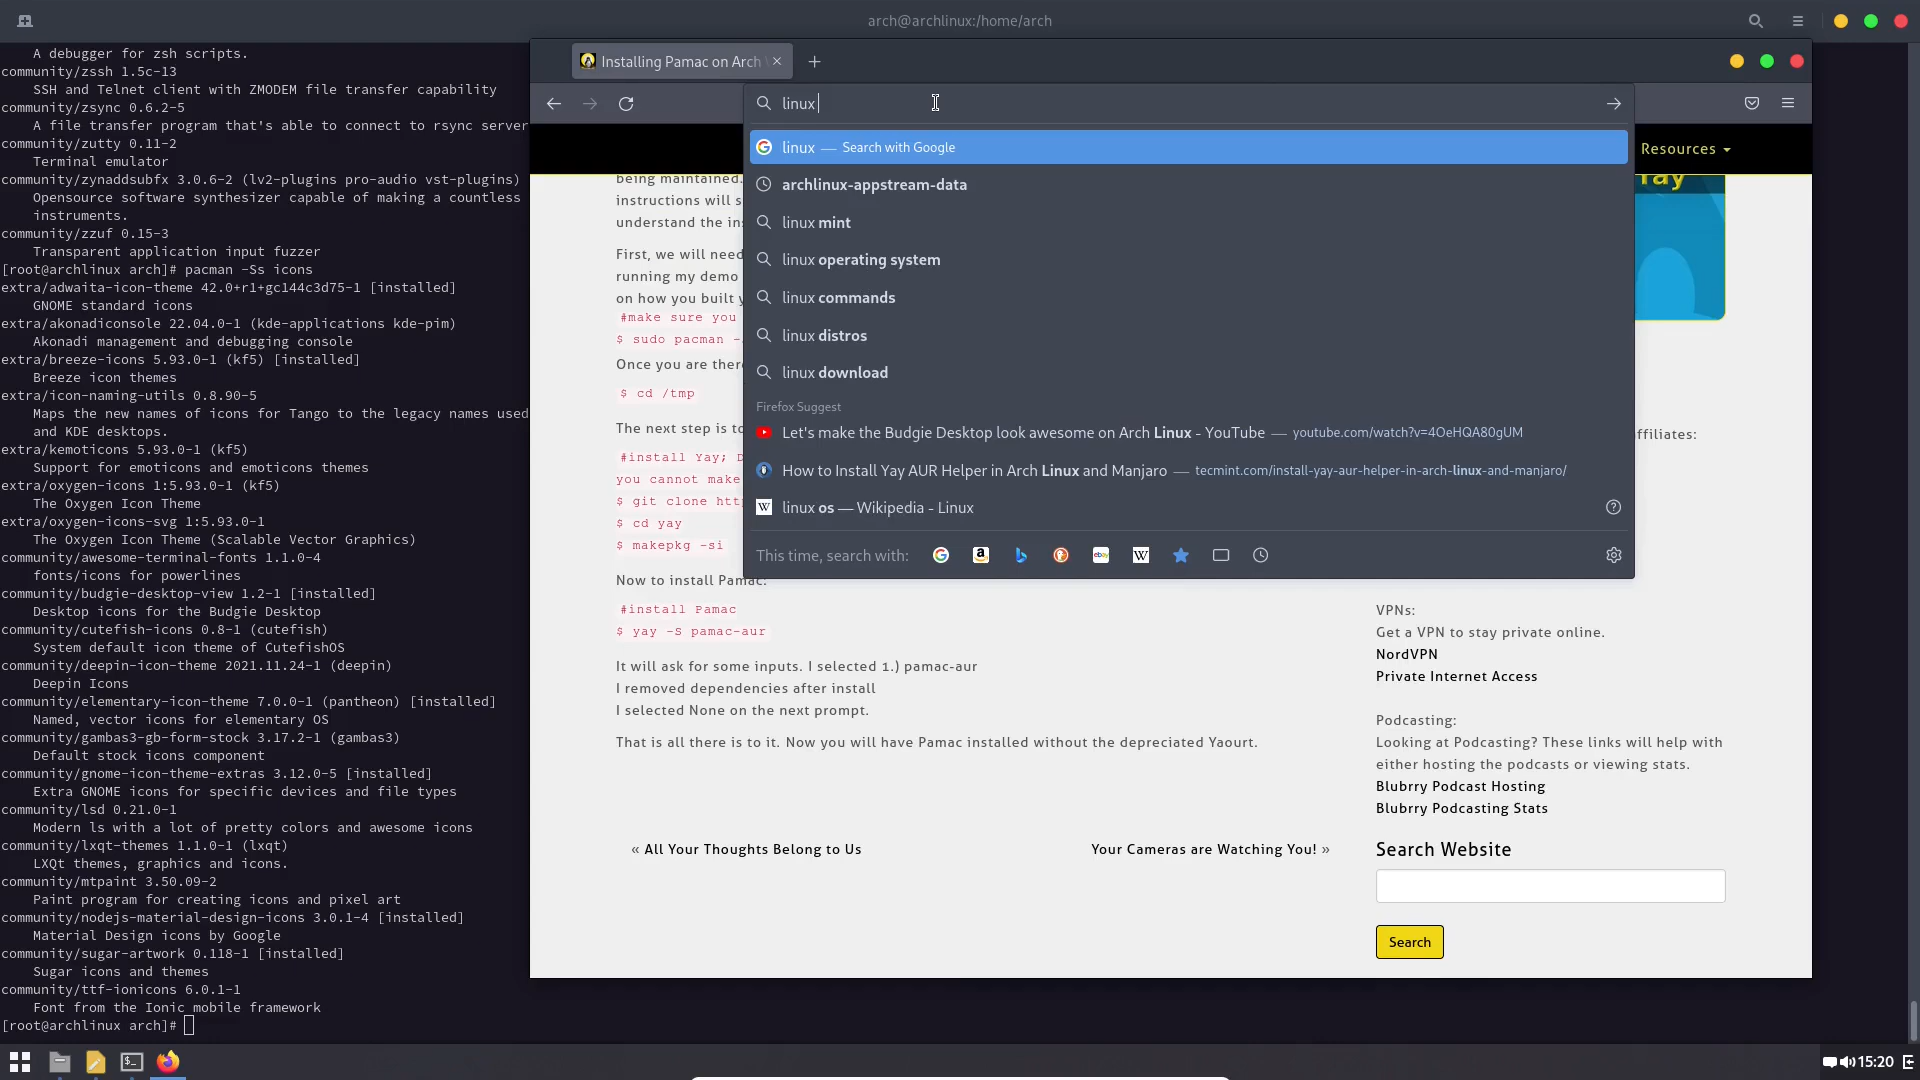 arch@archlinux:/home/arch
A debugger for zsh scripts.
community/zssh 1.5c-13
SSH and Telnet client with ZMODEM file transfer capability
community/zsync 0.6.2-5
A file transfer program that's able to connect to rsync server
community/zutty 0.11-2
Terminal emulator
community/zynaddsubfx 3.0.6-2 (lv2-plugins pro-audio vst-plugins)
Opensource software synthesizer capable of making a countless
instruments.
community/zzuf 0.15-3
Transparent application input fuzzer
[root@archlinux arch]# pacman -Ss icons
extra/adwaita-icon-theme 42.0+r1+gc144c3d75-1 [installed]
GNOME standard icons
extra/akonadiconsole 22.04.0-1 (kde-applications kde-pim)
Akonadi management and debugging console
extra/breeze-icons 5.93.0-1 (kf5) [installed]
Breeze icon themes
extra/icon-naming-utils 0.8.90-5
Maps the new names of icons for Tango to the legacy names used
and KDE desktops.
extra/kemoticons 5.93.0-1 (kf5)
Support for emoticons and emoticons themes
extra/oxygen-icons 1:5.93.0-1 (kf5)
The Oxygen Icon Theme
extra/oxygen-icons-svg 1:5.93.0-1
The Oxygen Icon Theme (Scalable Vector Graphics)
community/awesome-terminal-fonts 1.1.0-4
fonts/icons for powerlines
community/budgie-desktop-view 1.2-1 [installed]
Desktop icons for the Budgie Desktop
community/cutefish-icons 0.8-1 (cutefish)
System default icon theme of CutefishOS
community/deepin-icon-theme 2021.11.24-1 (deepin)
Deepin Icons
community/elementary-icon-theme 7.0.0-1 (pantheon) [installed]
Named, vector icons for elementary OS
community/gambas3-gb-form-stock 3.17.2-1 (gambas3)
Default stock icons component
community/gnome-icon-theme-extras 3.12.0-5 [installed]
Extra GNOME icons for specific devices and file types
community/lsd 0.21.0-1
Modern ls with a lot of pretty colors and awesome icons
community/lxqt-themes 1.1.0-1 (lxqt)
LXQt themes, graphics and icons.
community/mtpaint 3.50.09-2
Paint program for creating icons and pixel art
community/nodejs-material-design-icons 3.0.1-4 [installed]
Material Design icons by Google
community/sugar-artwork 0.118-1 [installed]
Sugar icons and themes
community/ttf-ionicons 6.0.1-1
Font from the Ionic mobile framework
[root@archlinux arch]#
Installing Pamac on Arch
linux
linux — Search with Google
archlinux-appstream-data
linux mint
linux operating system
linux commands
linux distros
linux download
Firefox Suggest
Let's make the Budgie Desktop look awesome on Arch Linux - YouTube — youtube.com/watch?v=4OeHQA80gUM
How to Install Yay AUR Helper in Arch Linux and Manjaro — tecmint.com/install-yay-aur-helper-in-arch-linux-and-manjaro/
linux os — Wikipedia - Linux
This time, search with:
Resources
Yay
being maintained.
instructions will s
understand the in
First, we will need
running my demo
on how you built y
#make sure you
$ sudo pacman -
Once you are ther
$ cd /tmp
The next step is to
#install Yay; D
you cannot make
$ git clone htt
$ cd yay
$ makepkg -si
Now to install Pamac:
#install Pamac
$ yay -S pamac-aur
It will ask for some inputs. I selected 1.) pamac-aur
I removed dependencies after install
I selected None on the next prompt.
That is all there is to it. Now you will have Pamac installed without the depreciated Yaourt.
« All Your Thoughts Belong to Us
Your Cameras are Watching You! »
affiliates:
VPNs:
Get a VPN to stay private online.
NordVPN
Private Internet Access
Podcasting:
Looking at Podcasting? These links will help with
either hosting the podcasts or viewing stats.
Blubrry Podcast Hosting
Blubrry Podcasting Stats
Search Website
Search
15:20